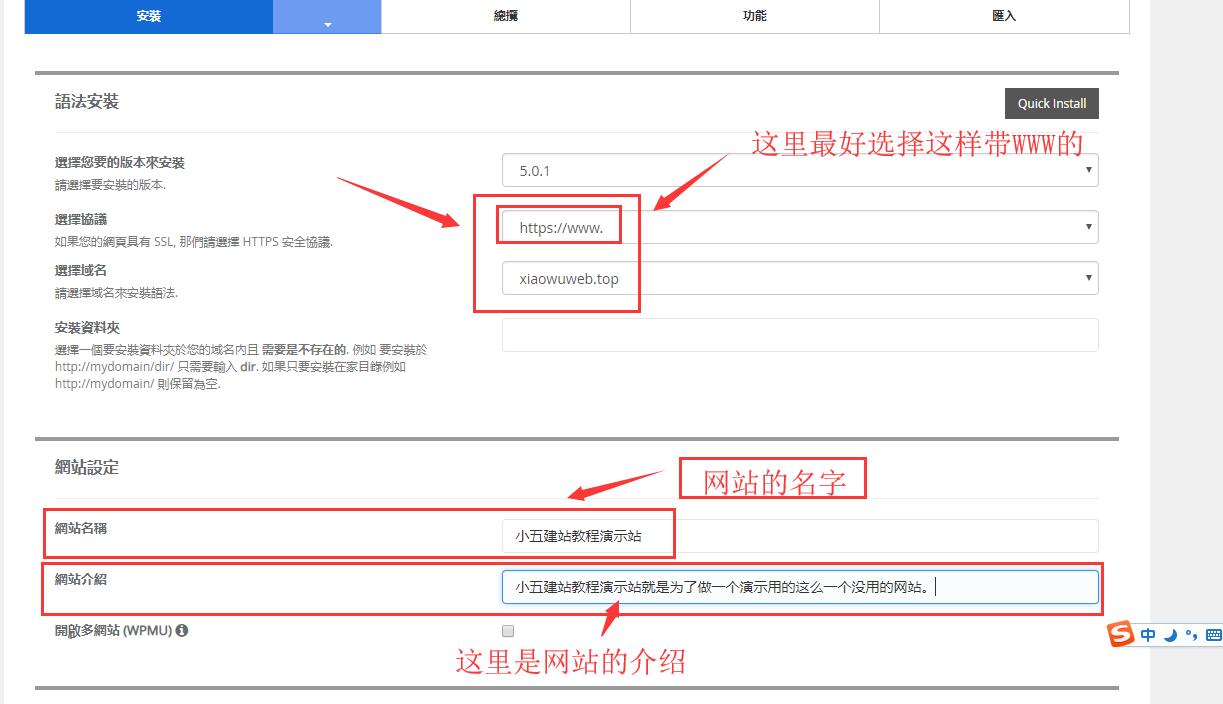 安裝 總攬 功能 匯入
語法安裝
Quick Install
这里最好选择这样带WWW的
選擇您要的版本來安裝
請選擇要安裝的版本.
5.0.1
選擇協議
如果您的網頁具有 SSL, 那們請選擇 HTTPS 安全協議.
https://www.
選擇域名
請選擇域名來安裝語法.
xiaowuweb.top
安裝資料夾
選擇一個要安裝資料夾於您的域名內且 需要是不存在的. 例如 要安裝於
http://mydomain/dir/ 只需要輸入 dir. 如果只要安裝在家目錄例如
http://mydomain/ 則保留為空.
網站設定
网站的名字
網站名稱
小五建站教程演示站
網站介紹
小五建站教程演示站就是为了做一个演示用的这么一个没用的网站。
開啟多網站 (WPMU)
这里是网站的介绍
中